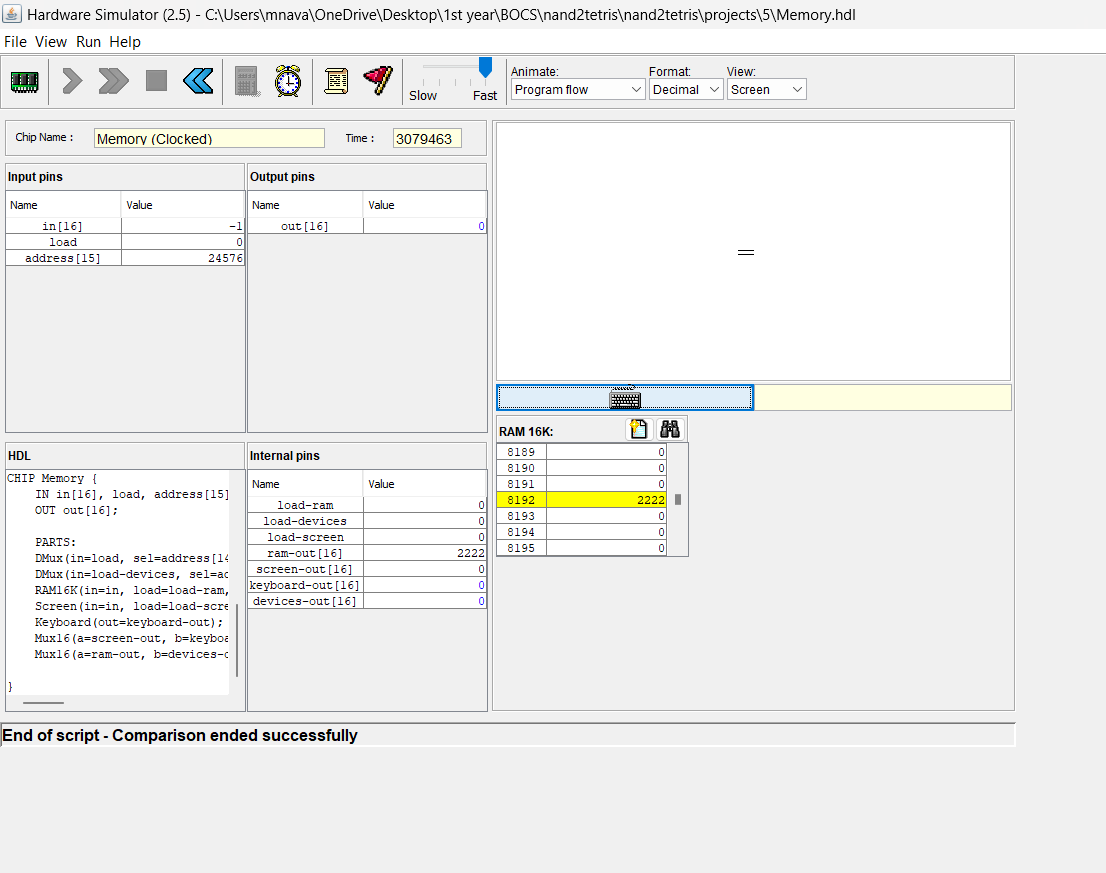 Hardware Simulator (2.5) - C:\Users\mnava\OneDrive\Desktop\1st year\BOCS\nand2tetris\nand2tetris\projects\5\Memory.hdl
File View Run Help
Slow Fast
Animate: Format: View:
Program flow Decimal Screen
Chip Name : Memory (Clocked) Time : 3079463
Input pins
Name Value
in[16] -1
load 0
address[15] 24576
Output pins
Name Value
out[16] 0
HDL
CHIP Memory {
IN in[16], load, address[15]
OUT out[16];
PARTS:
DMux(in=load, sel=address[14
DMux(in=load-devices, sel=ad
RAM16K(in=in, load=load-ram,
Screen(in=in, load=load-scre
Keyboard(out=keyboard-out);
Mux16(a=screen-out, b=keyboa
Mux16(a=ram-out, b=devices-o
}
Internal pins
Name Value
load-ram 0
load-devices 0
load-screen 0
ram-out[16] 2222
screen-out[16] 0
keyboard-out[16] 0
devices-out[16] 0
RAM 16K:
8189 0
8190 0
8191 0
8192 2222
8193 0
8194 0
8195 0
End of script - Comparison ended successfully